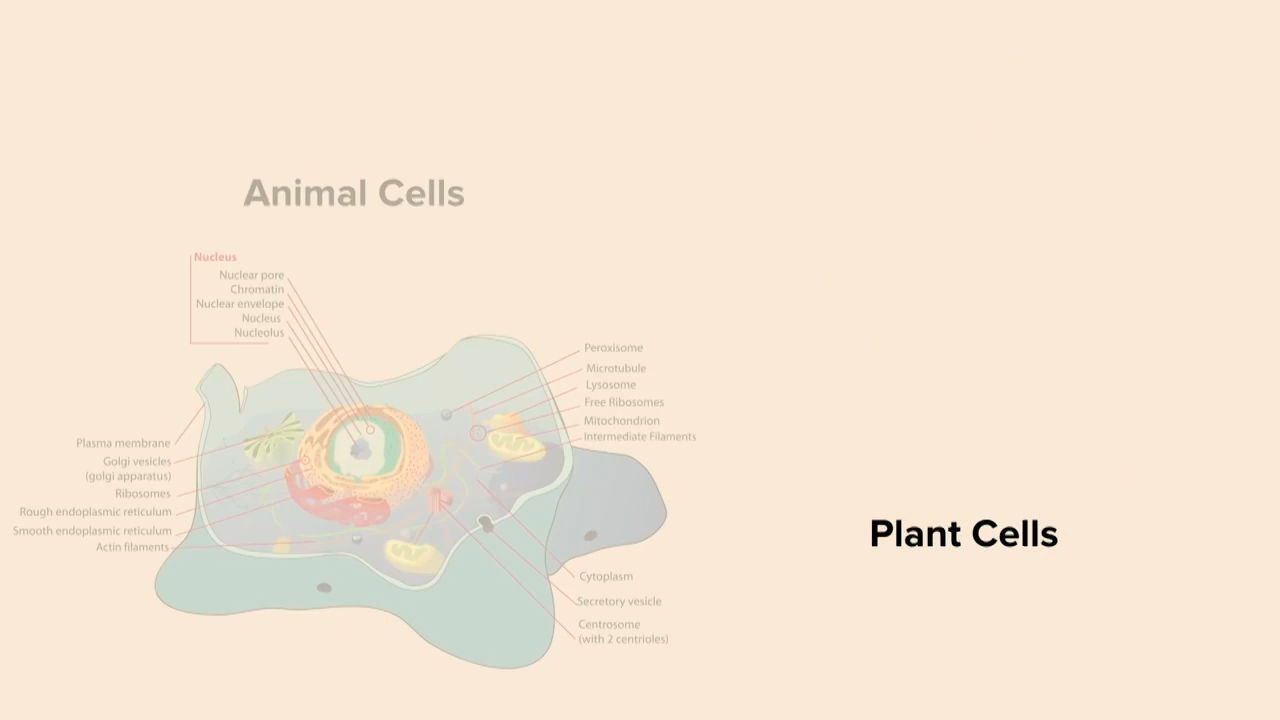 Animal Cells
Nucleus
Nuclear pore
Chromatin
Nuclear envelope
Nucleus
Nucleolus
Peroxisome
Microtubule
Lysosome
Free Ribosomes
Mitochondrion
Intermediate Filaments
Plasma membrane
Golgi vesicles
(golgi apparatus)
Ribosomes
Rough endoplasmic reticulum
Smooth endoplasmic reticulum
Actin filaments
Cytoplasm
Secretory vesicle
Centrosome
(with 2 centrioles)
Plant Cells